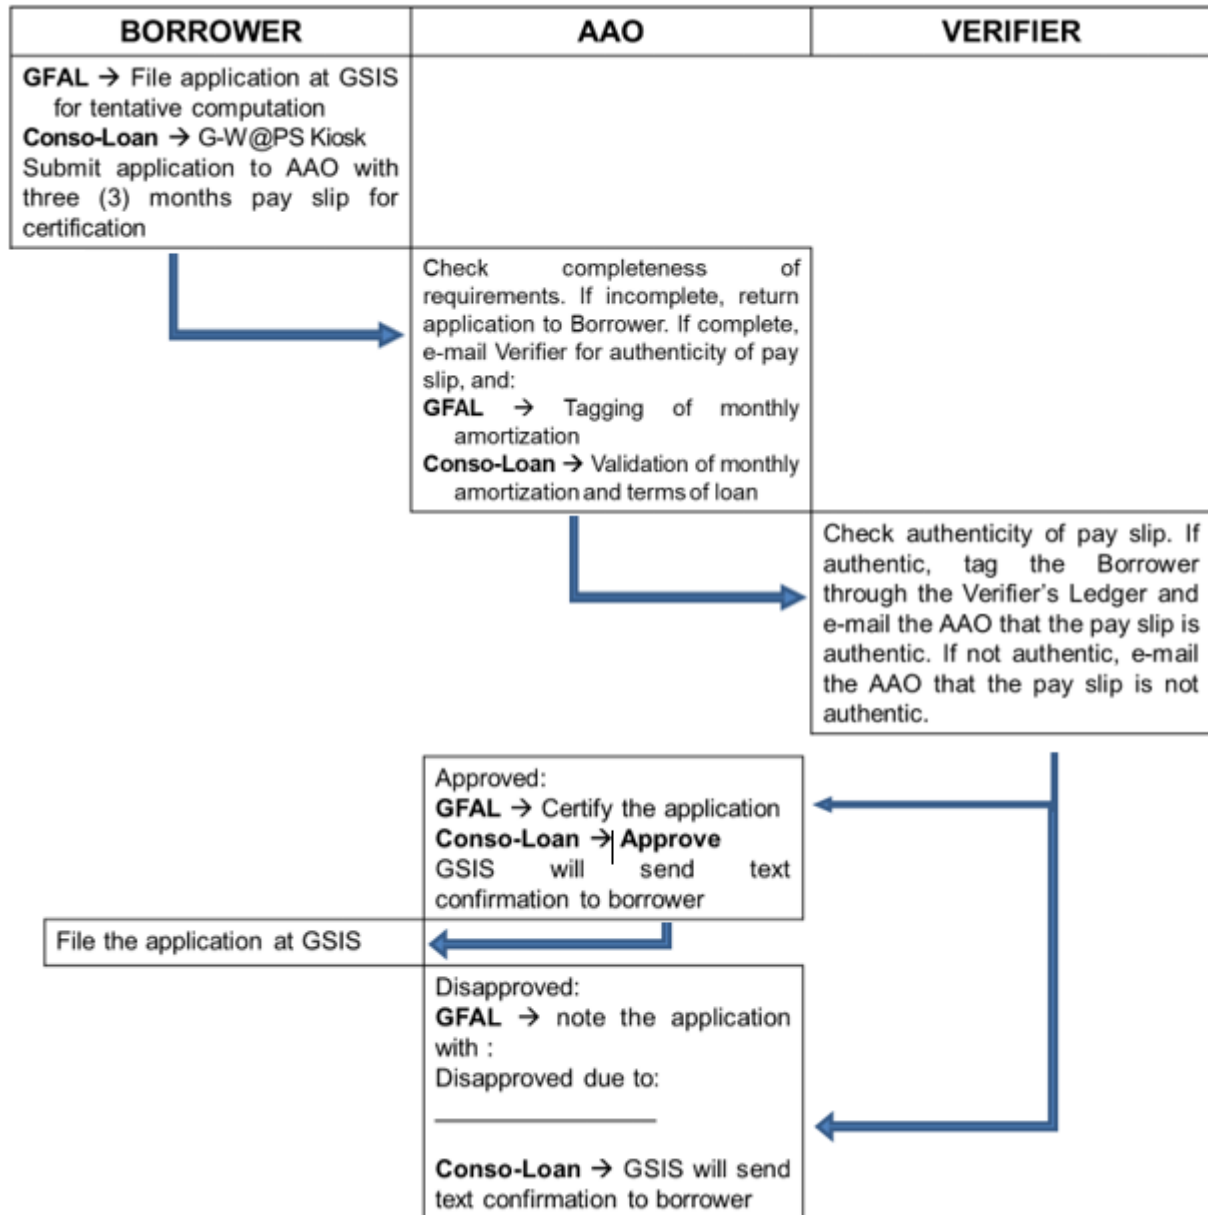 BORROWER
AAO
VERIFIER
GFAL → File application at GSIS
for tentative computation
Conso-Loan → G-W@PS Kiosk
Submit application to AAO with
three (3) months pay slip for
certification
Check completeness of
requirements. If incomplete, return
application to Borrower. If complete,
e-mail Verifier for authenticity of pay
slip, and:
GFAL → Tagging of monthly
amortization
Conso-Loan → Validation of monthly
amortization and terms of loan
Check authenticity of pay slip. If
authentic, tag the Borrower
through the Verifier's Ledger and
e-mail the AAO that the pay slip is
authentic. If not authentic, e-mail
the AAO that the pay slip is not
authentic.
Approved:
GFAL → Certify the application
Conso-Loan → Approve
GSIS will send text
confirmation to borrower
File the application at GSIS
Disapproved:
GFAL → note the application
with :
Disapproved due to:
____________________
Conso-Loan → GSIS will send
text confirmation to borrower